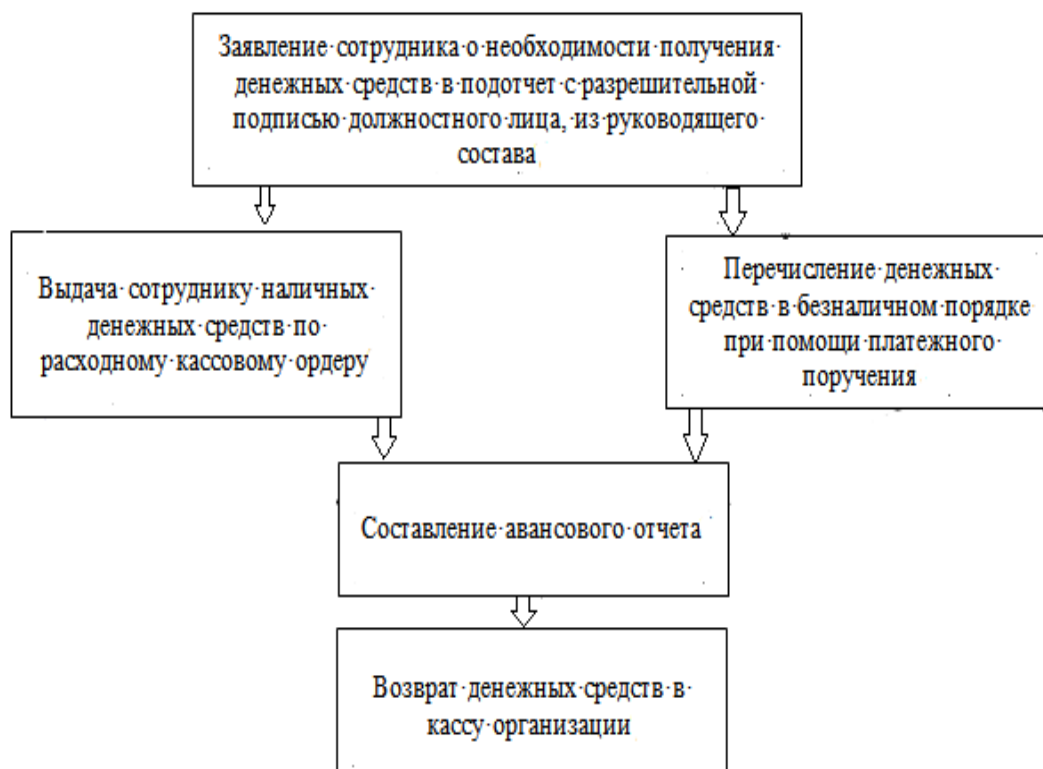 Заявление сотрудника о необходимости получения
денежных средств в подотчет с разрешительной
подписью должностного лица, из руководящего
состава
Выдача сотруднику наличных
денежных средств по
расходному кассовому ордеру
Перечисление денежных
средств в безналичном порядке
при помощи платежного
поручения
Составление авансового отчета
Возврат денежных средств в
кассу организации